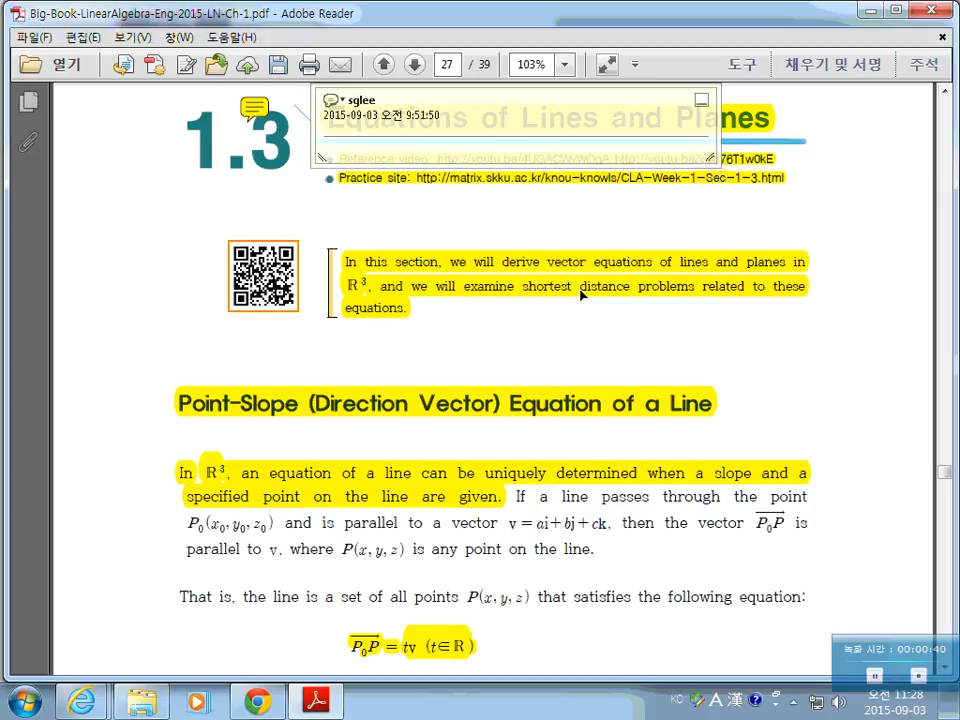 Big-Book-LinearAlgebra-Eng-2015-LN-Ch-1.pdf - Adobe Reader
파일(F) 편집(E) 보기(V) 창(W) 도움말(H)
열기 27 / 39 103% 도구 채우기 및 서명 주석
sglee
2015-09-03 오전 9:51:50
1.3 Equations of Lines and Planes
Reference video: http://youtu.be/4UGACWyWOgA, 76T1w0kE
Practice site: http://matrix.skku.ac.kr/knou-knowls/CLA-Week-1-Sec-1-3.html
In this section, we will derive vector equations of lines and planes in
ℝ³, and we will examine shortest distance problems related to these
equations.
Point-Slope (Direction Vector) Equation of a Line
In ℝ³, an equation of a line can be uniquely determined when a slope and a
specified point on the line are given. If a line passes through the point
P₀(x₀, y₀, z₀) and is parallel to a vector v = ai + bj + ck, then the vector P₀P is
parallel to v, where P(x, y, z) is any point on the line.
That is, the line is a set of all points P(x, y, z) that satisfies the following equation:
P₀P = tv (t∈ℝ)
녹화 시간 : 00:00:40
KC A 漢
오전 11:28
2015-09-03